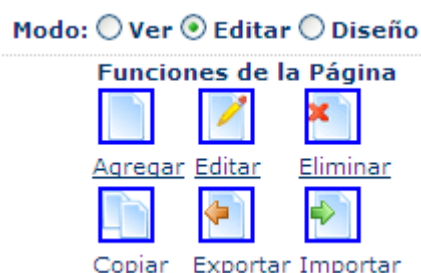 Modo: Ver Editar Diseño
Funciones de la Página
Agregar Editar Eliminar
Copiar Exportar Importar